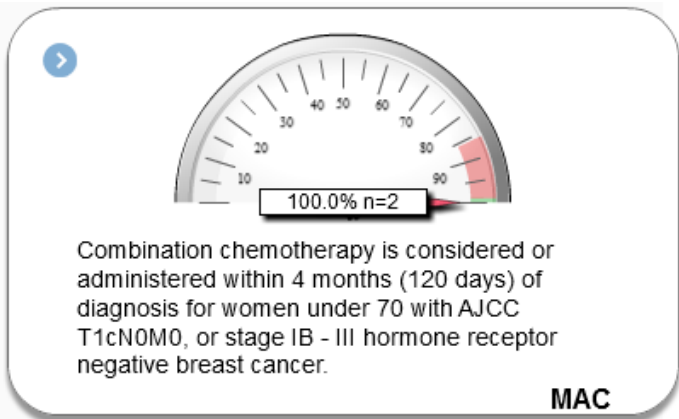 40 50 60
30 70
20 80
10 90
100.0% n=2
Combination chemotherapy is considered or
administered within 4 months (120 days) of
diagnosis for women under 70 with AJCC
T1cN0M0, or stage IB - III hormone receptor
negative breast cancer.
MAC